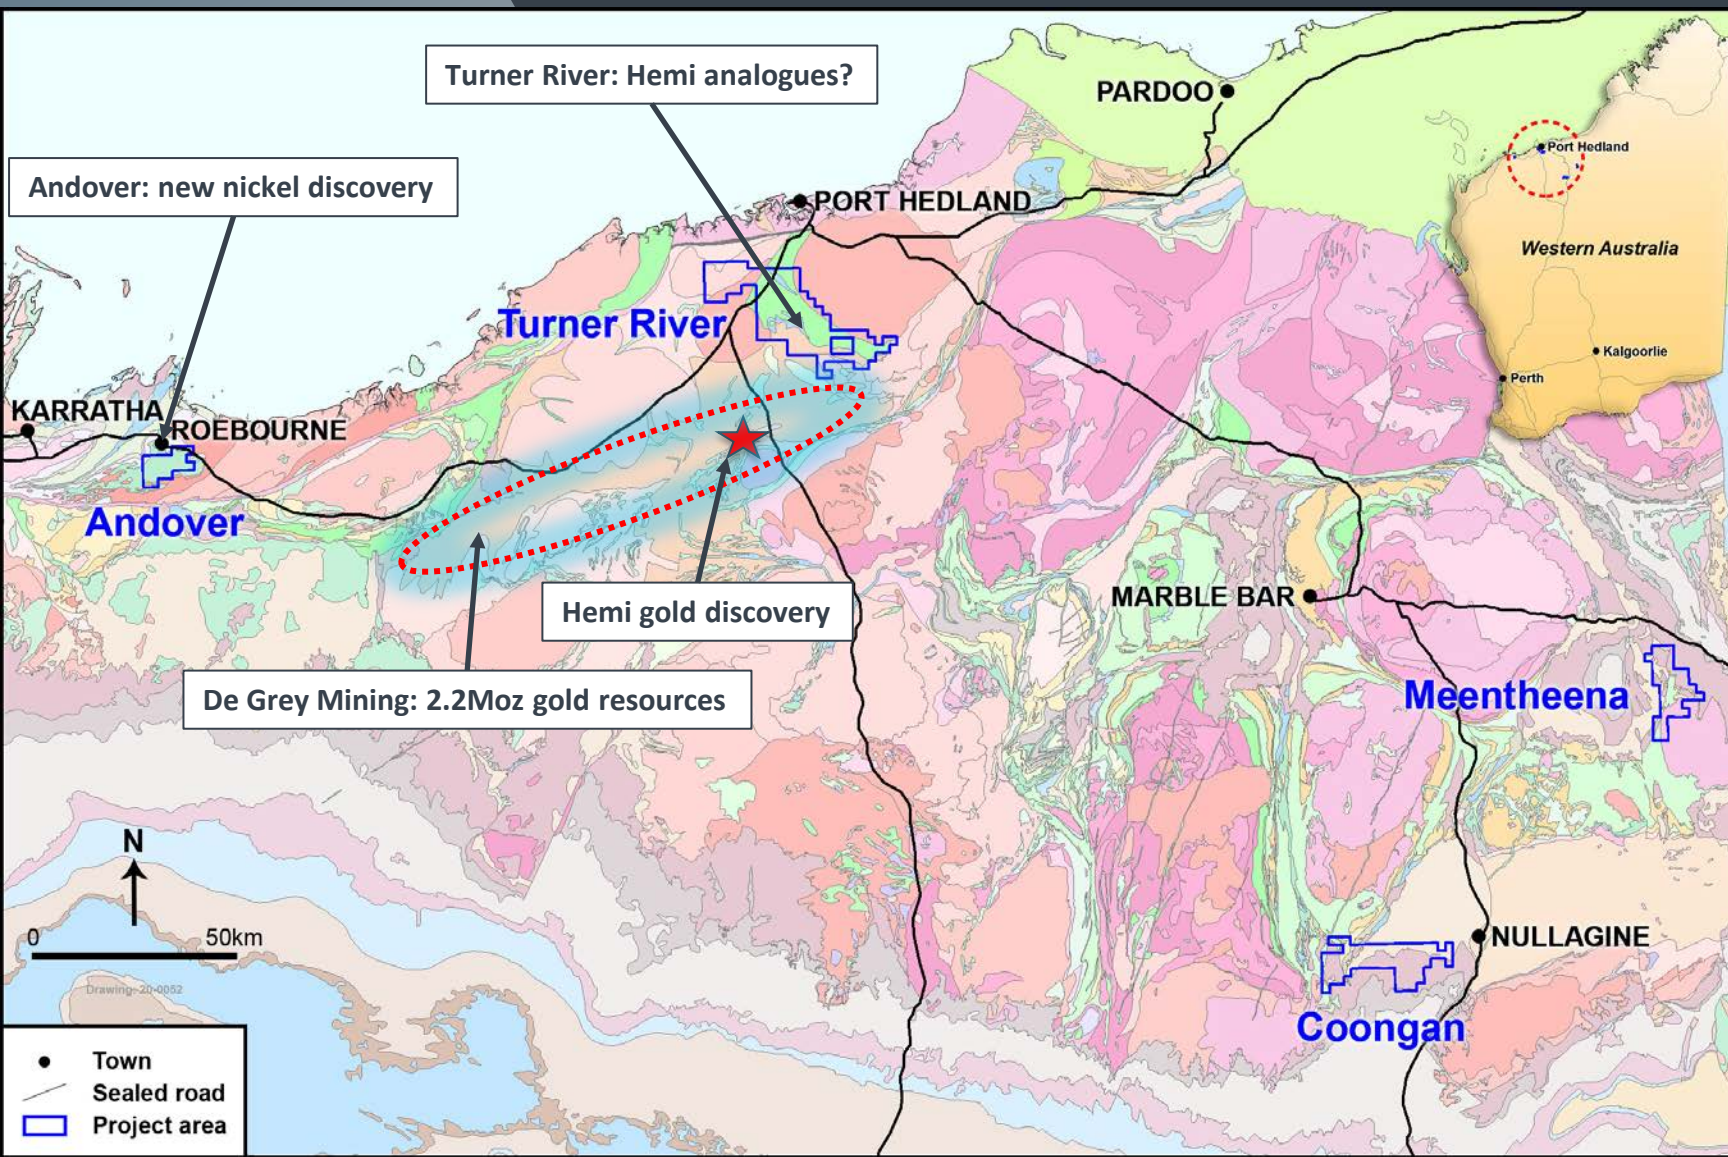 Turner River: Hemi analogues?
PARDOO
Port Hedland
Andover: new nickel discovery
PORT HEDLAND
Western Australia
Turner River
Kalgoorlie
Perth
KARRATHA
ROEBOURNE
Andover
Hemi gold discovery
MARBLE BAR
De Grey Mining: 2.2Moz gold resources
Meentheena
N
0 50km
NULLAGINE
Drawing: 20-0052
Coongan
Town
Sealed road
Project area